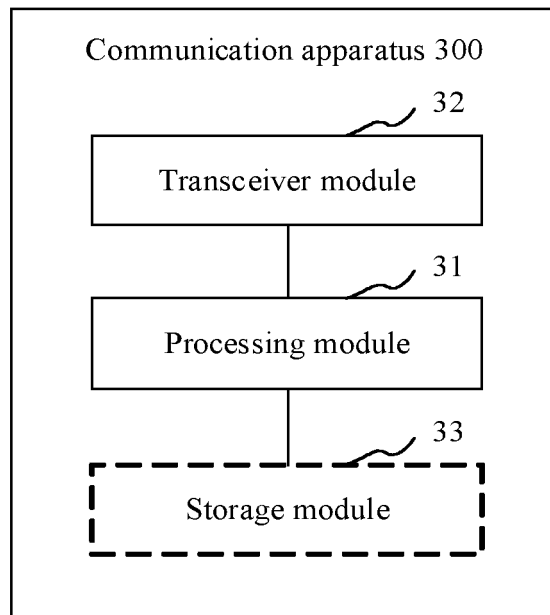 Communication apparatus 300
32
Transceiver module
31
Processing module
33
Storage module